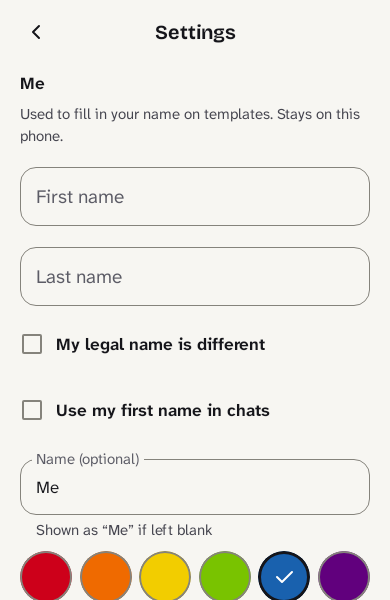 Settings
Me
Used to fill in your name on templates. Stays on this
phone.
First name
Last name
My legal name is different
Use my first name in chats
Name (optional)
Me
Shown as “Me” if left blank